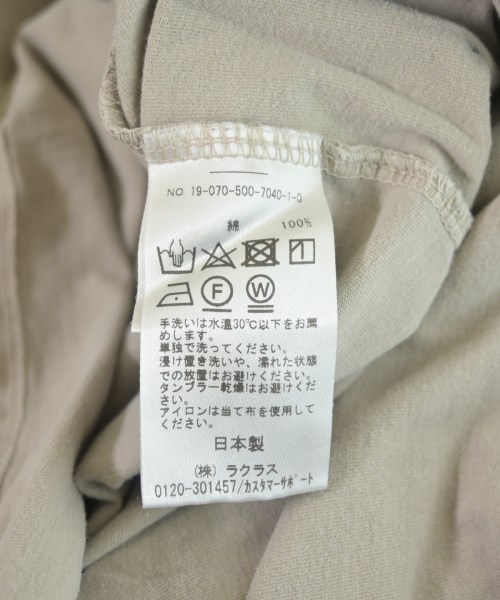 NO. 19-070-500-7040-1-0
綿 100%
F W
手洗いは水温30℃以下をお薦
めします。
単独で洗ってください。
浸け置き洗いや、濡れた状態
での放置はお避けください。
タンブラー乾燥はお避けくださ
い。
アイロンは当て布を使用して
ください。
日本製
(株) ラクラス
0120-301457/カスタマーサポート